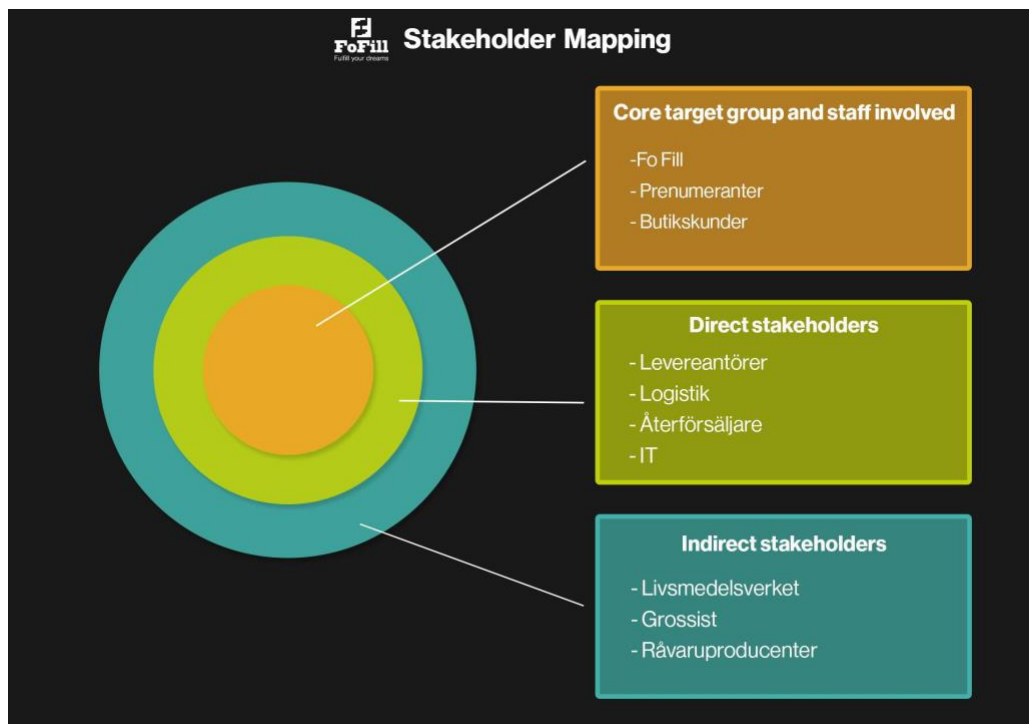 FoFill
Fulfill your dreams
Stakeholder Mapping
Core target group and staff involved
-Fo Fill
- Prenumeranter
- Butikskunder
Direct stakeholders
- Levereantörer
- Logistik
- Återförsäljare
- IT
Indirect stakeholders
- Livsmedelsverket
- Grossist
- Råvaruproducenter